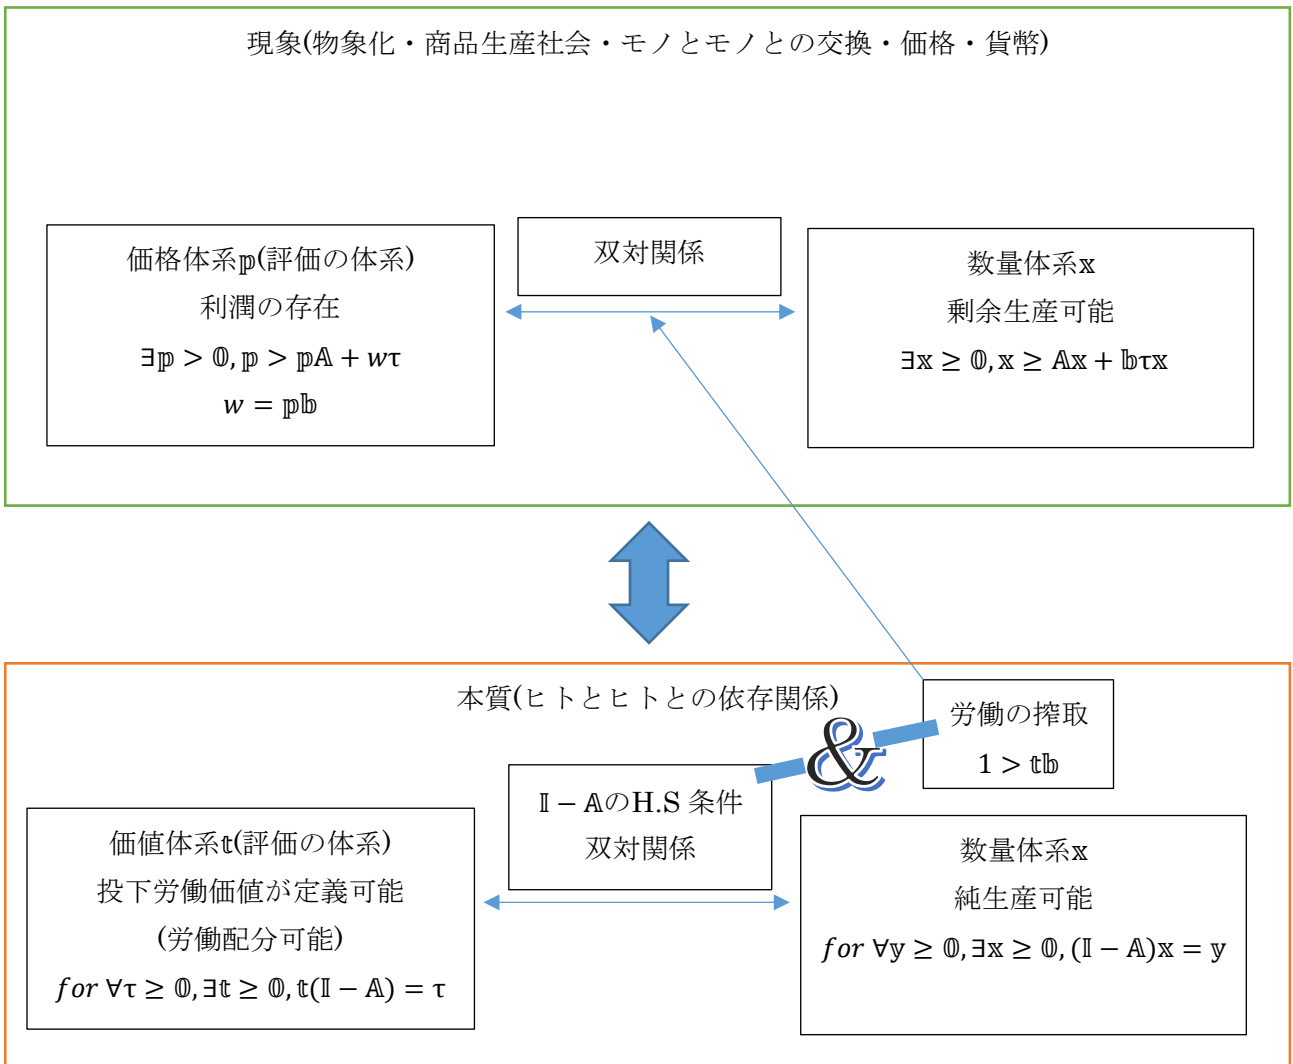 現象(物象化・商品生産社会・モノとモノとの交換・価格・貨幣)
価格体系𝕡(評価の体系)
利潤の存在
∃𝕡 > 𝟘, 𝕡 > 𝕡𝔸 + wτ
w = 𝕡𝕓
双対関係
数量体系𝕩
剰余生産可能
∃𝕩 ≥ 𝟘, 𝕩 ≥ 𝔸𝕩 + 𝕓τ𝕩
本質(ヒトとヒトとの依存関係)
労働の搾取
1 > 𝕥𝕓
&
𝕀 − 𝔸のH.S 条件
双対関係
価値体系𝕥(評価の体系)
投下労働価値が定義可能
(労働配分可能)
for ∀τ ≥ 𝟘, ∃𝕥 ≥ 𝟘, 𝕥(𝕀 − 𝔸) = τ
数量体系𝕩
純生産可能
for ∀𝕪 ≥ 𝟘, ∃𝕩 ≥ 𝟘, (𝕀 − 𝔸)𝕩 = 𝕪